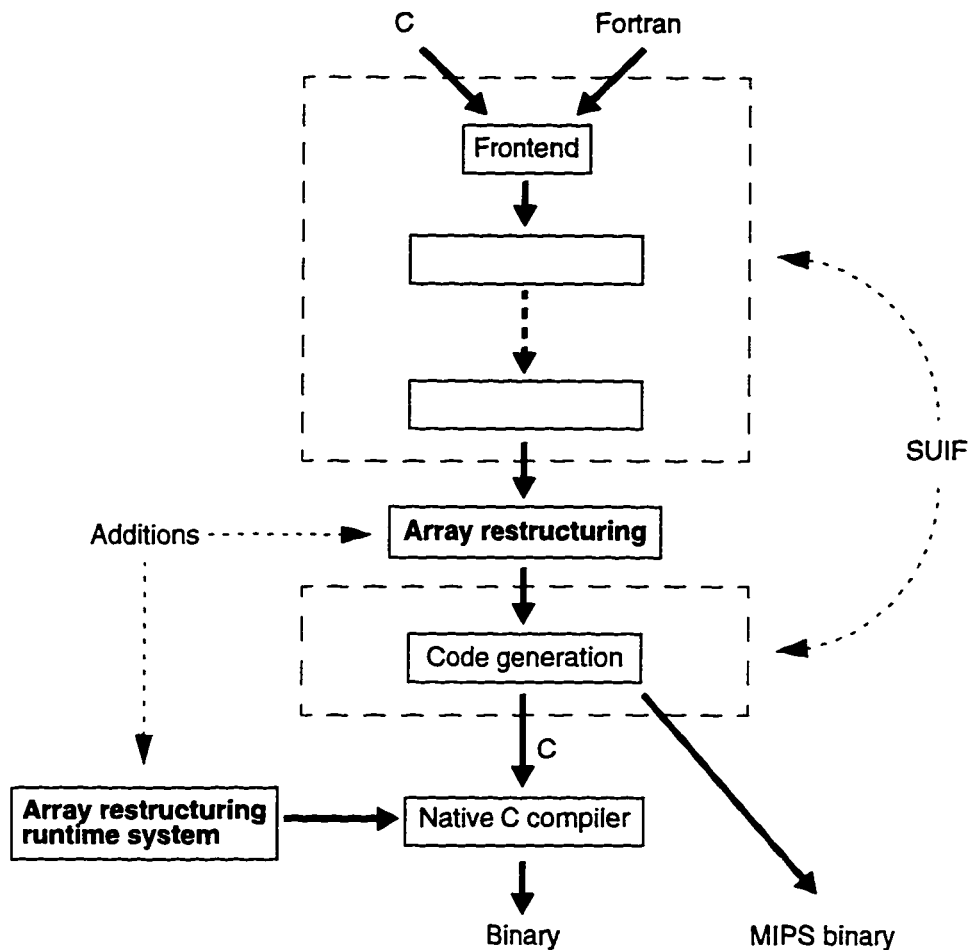 C
Fortran
Frontend
SUIF
Additions
Array restructuring
Code generation
C
Array restructuring
runtime system
Native C compiler
Binary
MIPS binary